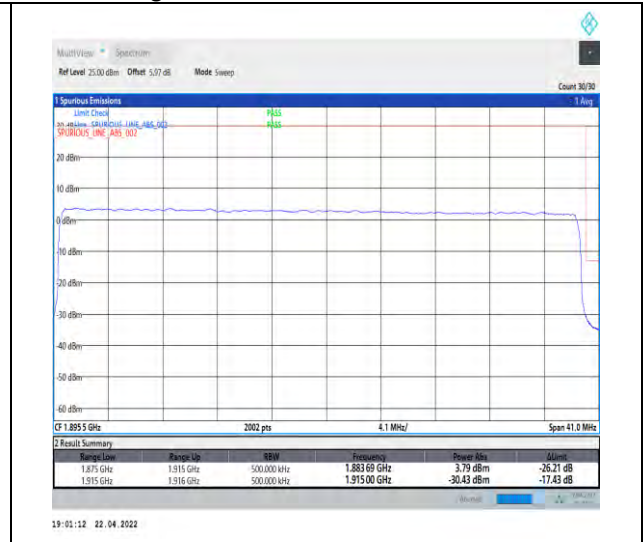 MultiView Spectrum
Ref Level 25.00 dBm Offset 5.97 dB Mode Sweep
Count 30/30
1 Spurious Emissions 1 Avg
Limit Check PASS
Line SPURIOUS_LINE_ABS_002 PASS
SPURIOUS_LINE_ABS_002
20 dBm
10 dBm
0 dBm
-10 dBm
-20 dBm
-30 dBm
-40 dBm
-50 dBm
-60 dBm
CF 1.895 5 GHz 2002 pts 4.1 MHz/ Span 41.0 MHz
2 Result Summary
Range Low Range Up RBW Frequency Power Abs ΔLimit
1.875 GHz 1.915 GHz 500.000 kHz 1.883 69 GHz 3.79 dBm -26.21 dB
1.915 GHz 1.916 GHz 500.000 kHz 1.915 00 GHz -30.43 dBm -17.43 dB
19:01:12 22.04.2022